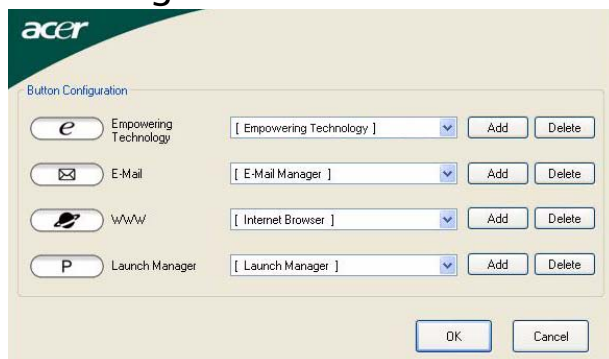 acer
Button Configuration
e Empowering Technology [ Empowering Technology ] Add Delete
E-Mail [ E-Mail Manager ] Add Delete
WWW [ Internet Browser ] Add Delete
P Launch Manager [ Launch Manager ] Add Delete
OK Cancel